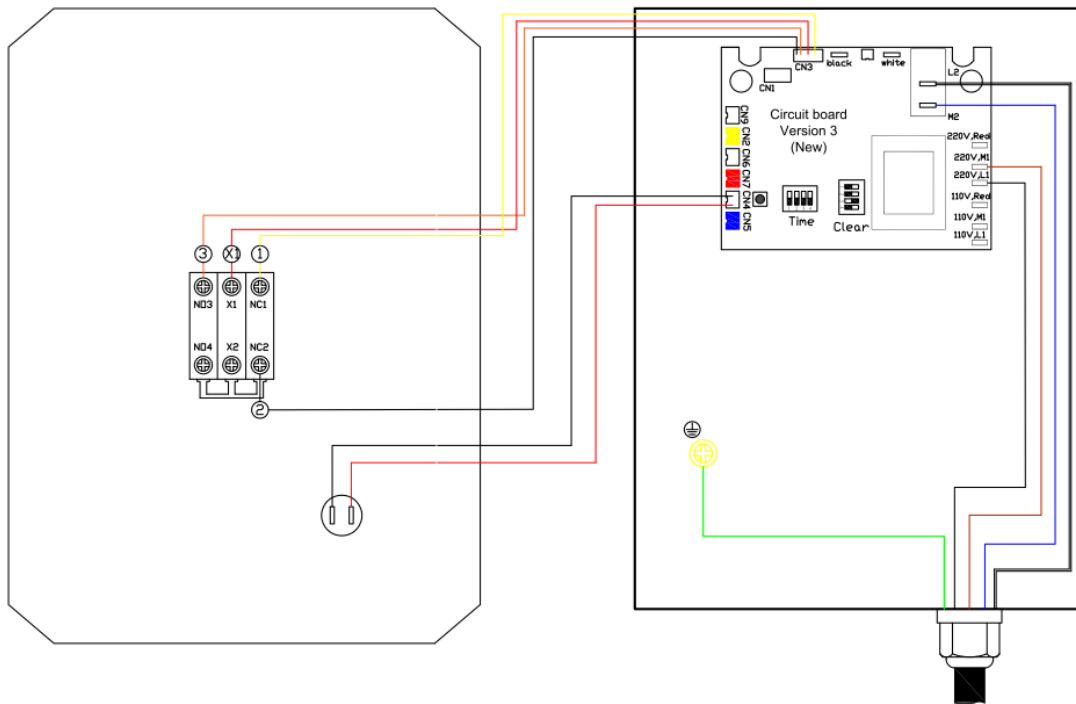 CN3
black
white
L2
CN1
M2
CN9
CN2
CN6
CN7
CN4
CN5
Circuit board
Version 3
(New)
220V,Red
220V,M1
220V,L1
110V,Red
110V,M1
110V,L1
Time
Clear
3
X1
1
NO3
X1
NC1
NO4
X2
NC2
2